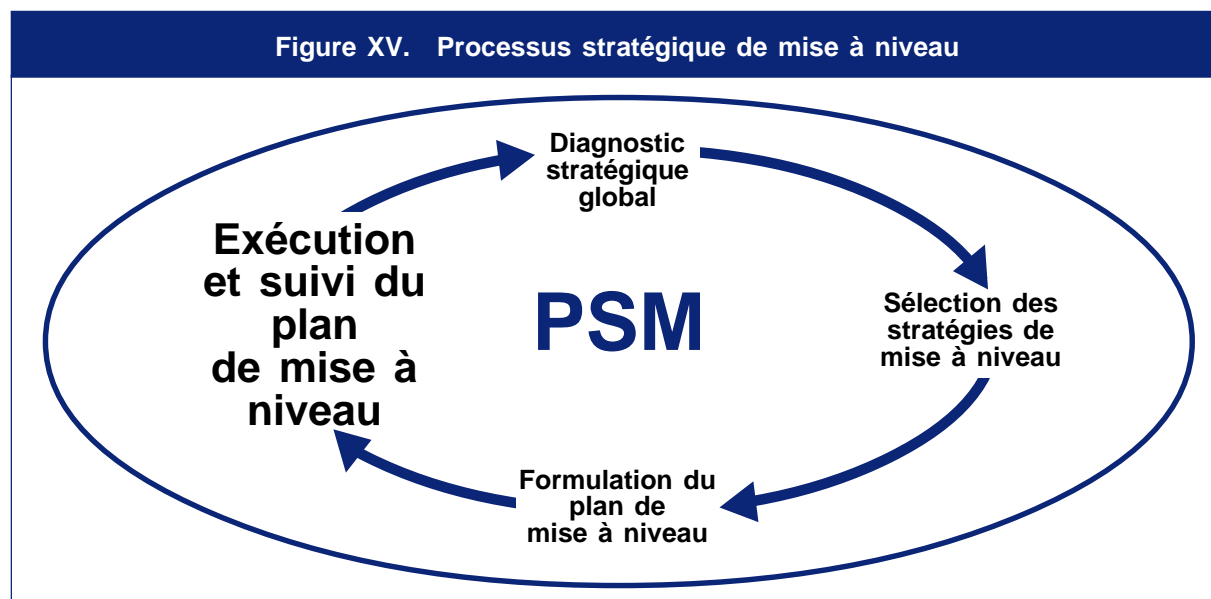 Figure XV. Processus stratégique de mise à niveau
Diagnostic
stratégique
global
Exécution
et suivi du
plan
de mise à
niveau
PSM
Sélection des
stratégies de
mise à niveau
Formulation du
plan de
mise à niveau